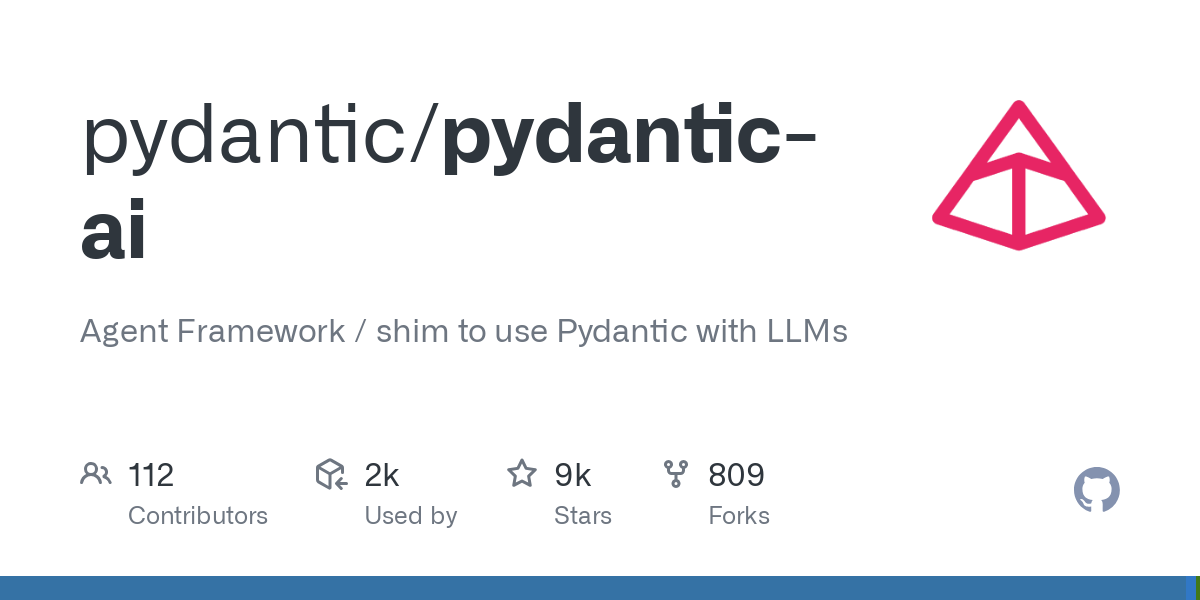 pydantic/pydantic-
ai
Agent Framework / shim to use Pydantic with LLMs
112 2k 9k 809
Contributors Used by Stars Forks